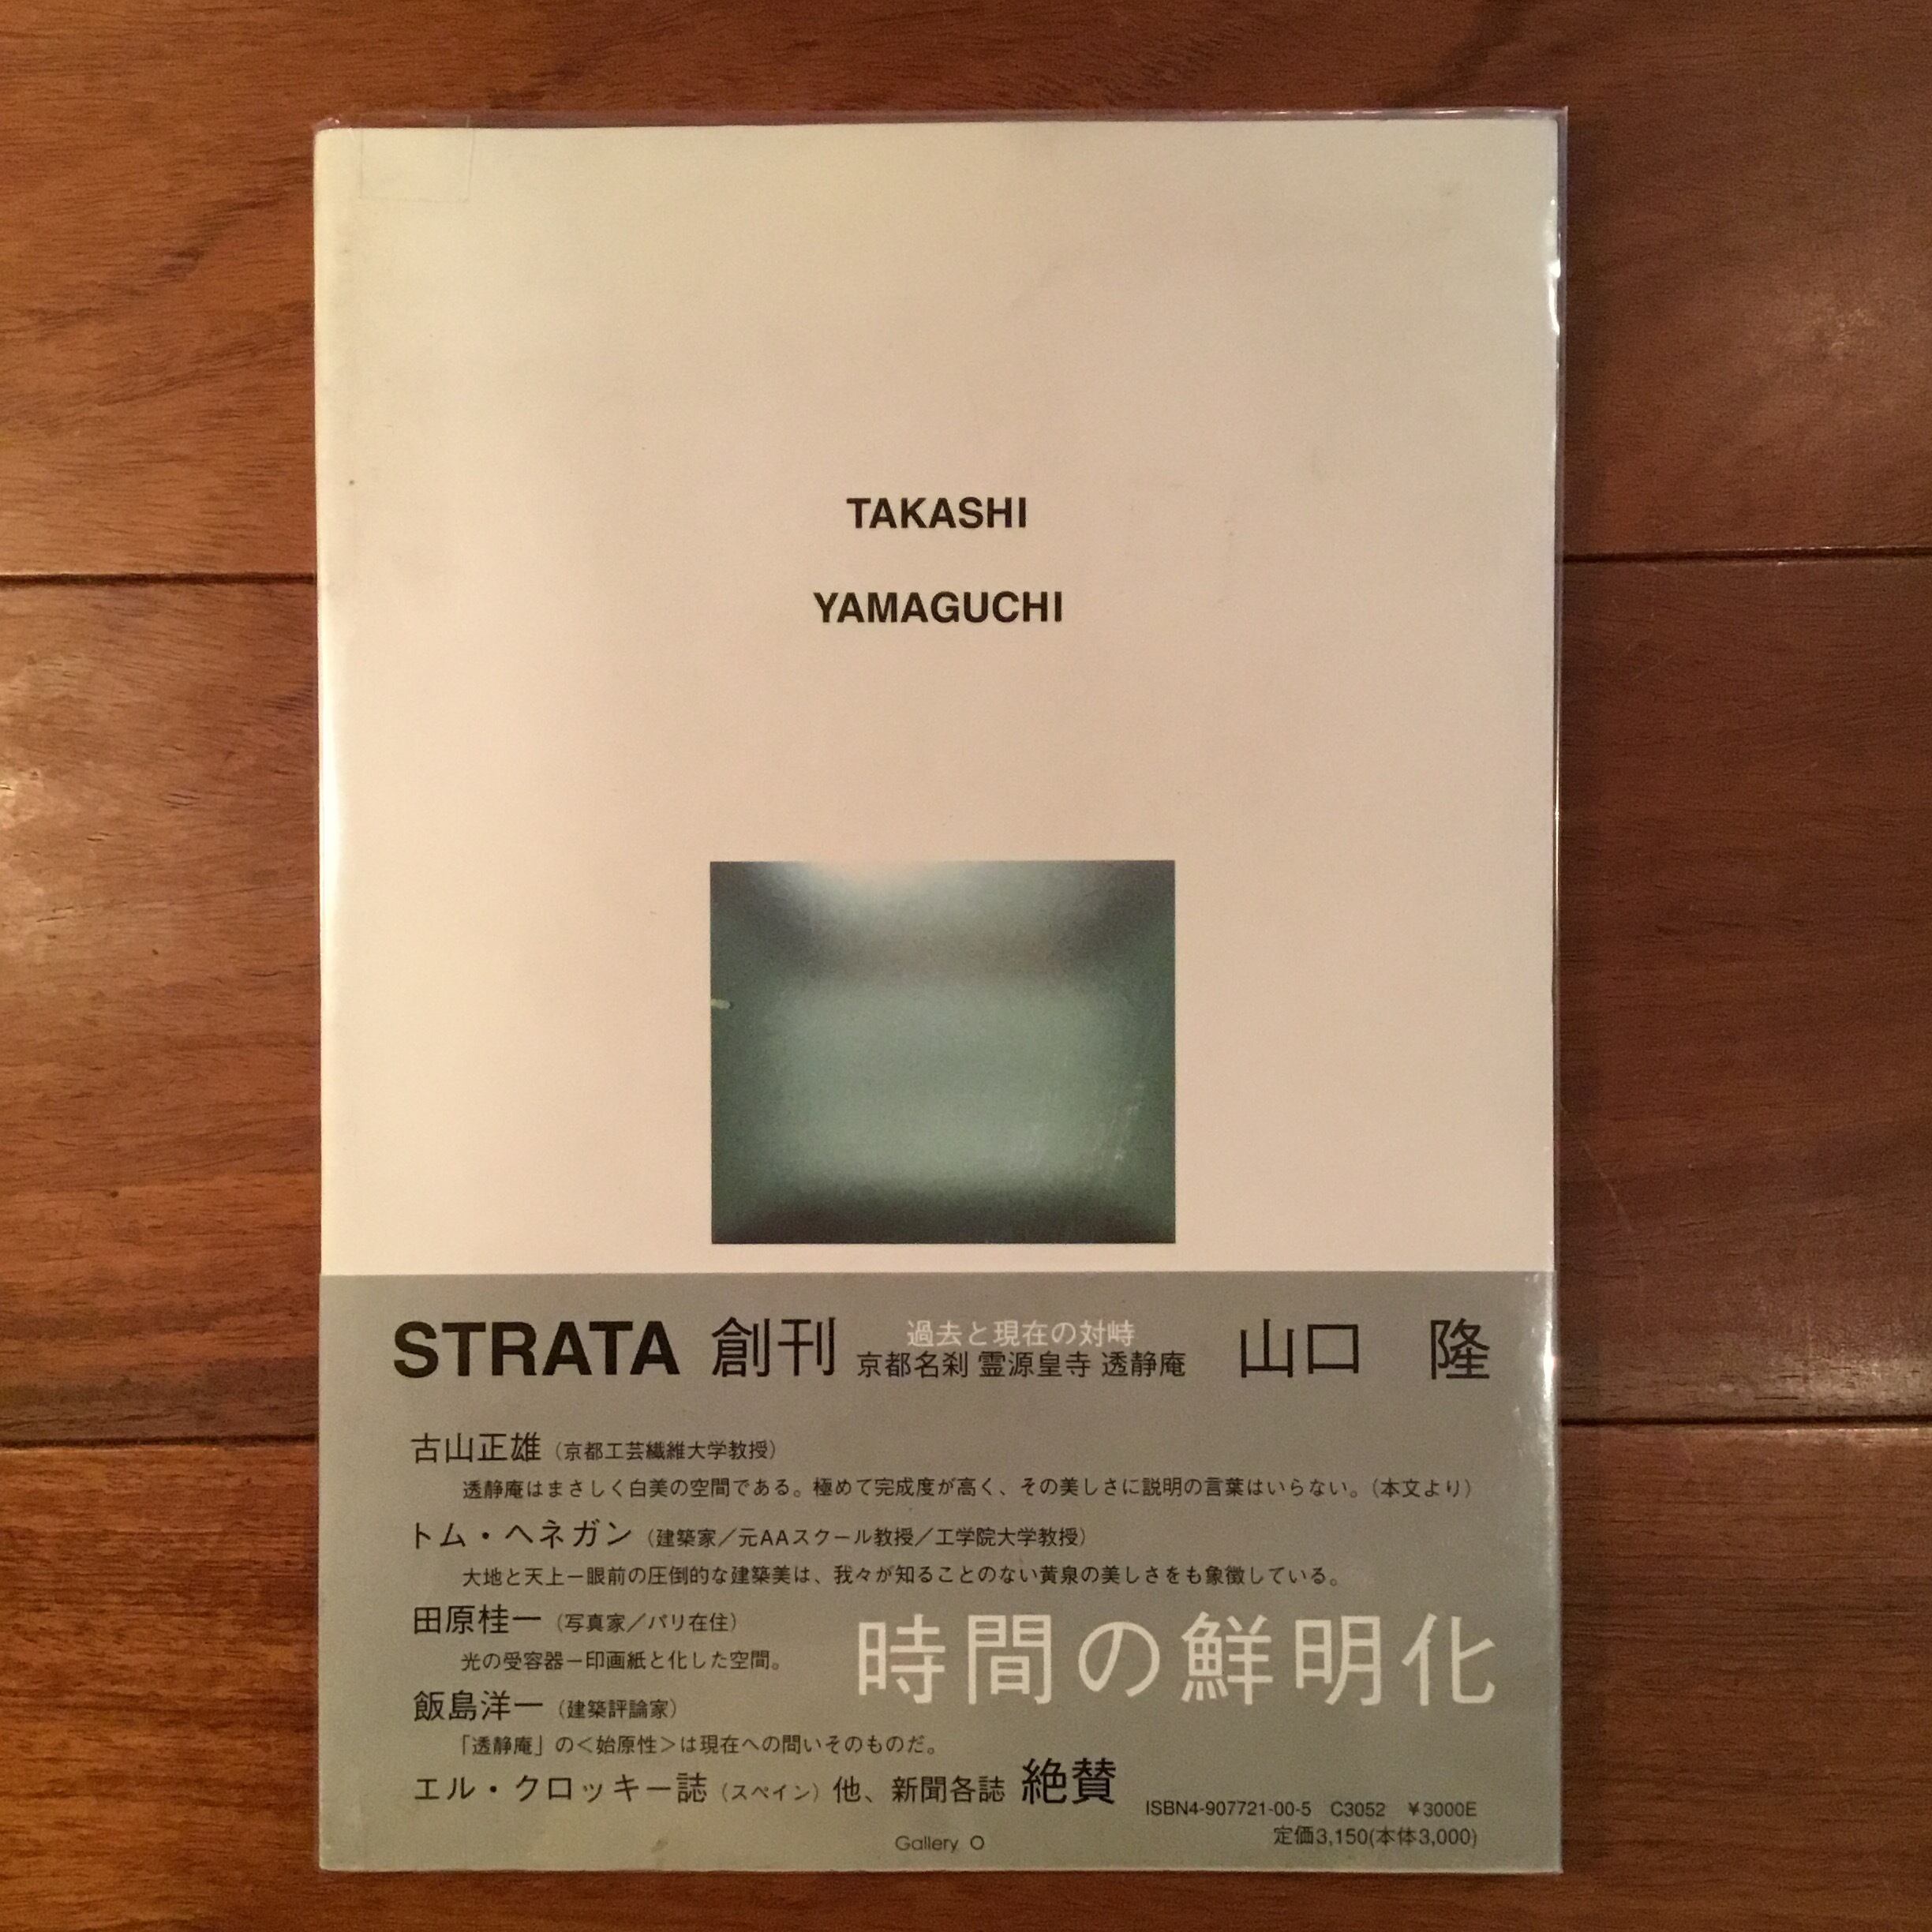 TAKASHI
YAMAGUCHI
STRATA 創刊 過去と現在の対峙 山口 隆
京都名刹 霊源皇寺 透静庵
古山正雄（京都工芸繊維大学教授）
透静庵はまさしく白美の空間である。極めて完成度が高く、その美しさに説明の言葉はいらない。（本文より）
トム・ヘネガン（建築家／元AAスクール教授／工学院大学教授）
大地と天上－眼前の圧倒的な建築美は、我々が知ることのない黄泉の美しさをも象徴している。
田原桂一（写真家／パリ在住）
光の受容器－印画紙と化した空間。
時間の鮮明化
飯島洋一（建築評論家）
「透静庵」の＜始原性＞は現在への問いそのものだ。
エル・クロッキー誌（スペイン）他、新聞各誌 絶賛
ISBN4-907721-00-5 C3052 ¥3000E
定価3,150(本体3,000)
Gallery O